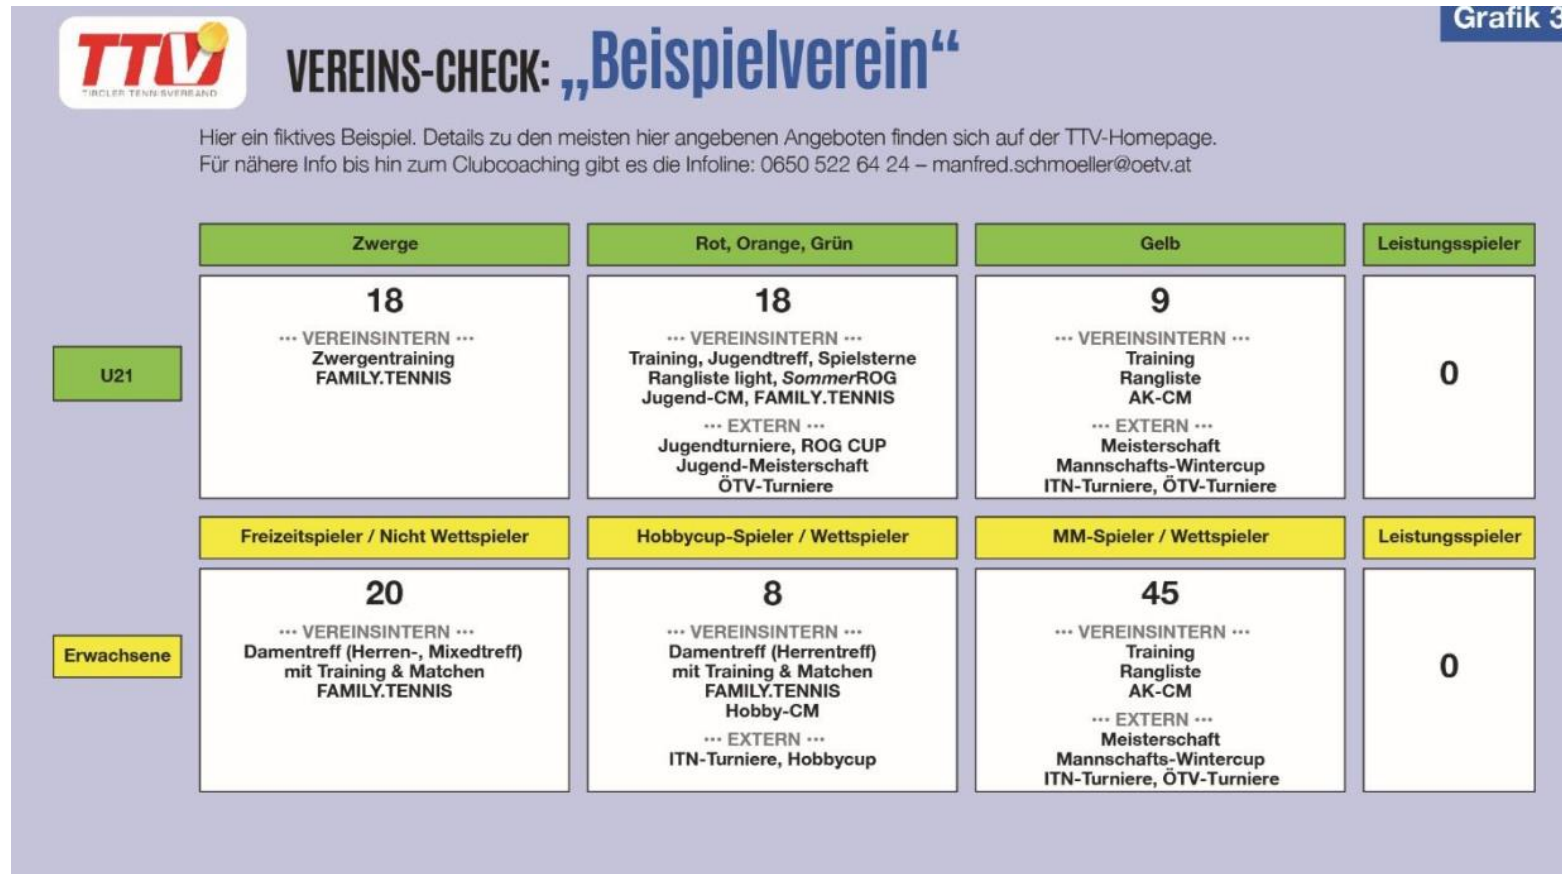 Grafik 3
TTV
TIROLER TENNISVERBAND
VEREINS-CHECK: „Beispielverein“
Hier ein fiktives Beispiel. Details zu den meisten hier angebenen Angeboten finden sich auf der TTV-Homepage.
Für nähere Info bis hin zum Clubcoaching gibt es die Infoline: 0650 522 64 24 – manfred.schmoeller@oetv.at
U21
Zwerge
18
··· VEREINSINTERN ···
Zwergentraining
FAMILY.TENNIS
Rot, Orange, Grün
18
··· VEREINSINTERN ···
Training, Jugendtreff, Spielsterne
Rangliste light, SommerROG
Jugend-CM, FAMILY.TENNIS
··· EXTERN ···
Jugendturniere, ROG CUP
Jugend-Meisterschaft
ÖTV-Turniere
Gelb
9
··· VEREINSINTERN ···
Training
Rangliste
AK-CM
··· EXTERN ···
Meisterschaft
Mannschafts-Wintercup
ITN-Turniere, ÖTV-Turniere
Leistungsspieler
0
Erwachsene
Freizeitspieler / Nicht Wettspieler
20
··· VEREINSINTERN ···
Damentreff (Herren-, Mixedtreff)
mit Training & Matchen
FAMILY.TENNIS
Hobbycup-Spieler / Wettspieler
8
··· VEREINSINTERN ···
Damentreff (Herrentreff)
mit Training & Matchen
FAMILY.TENNIS
Hobby-CM
··· EXTERN ···
ITN-Turniere, Hobbycup
MM-Spieler / Wettspieler
45
··· VEREINSINTERN ···
Training
Rangliste
AK-CM
··· EXTERN ···
Meisterschaft
Mannschafts-Wintercup
ITN-Turniere, ÖTV-Turniere
Leistungsspieler
0